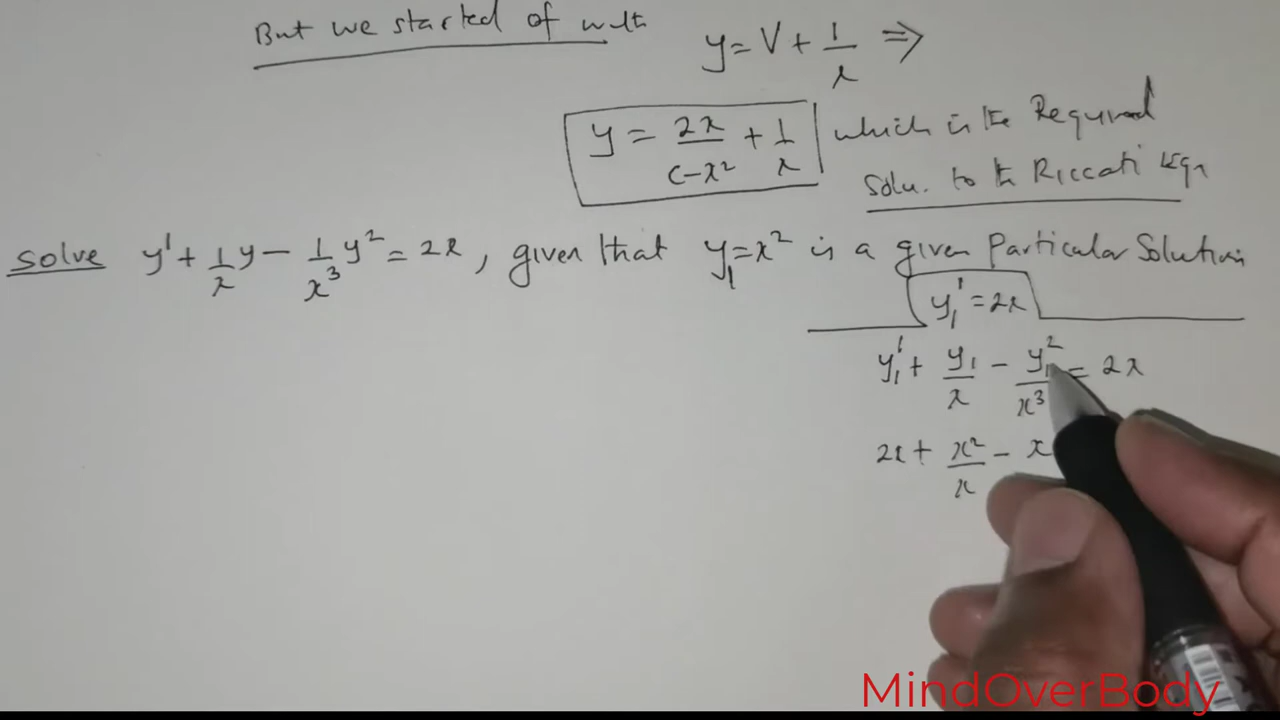 But we started of with y = V + 1/x ⇒
y = 2x/(c-x²) + 1/x which is the Required
Solu. to th Riccati Eqn
Solve y' + 1/x y - 1/x³ y² = 2x, given that y₁ = x² is a given Particular Solution
y₁' = 2x
y₁' + y₁/x - y₁²/x³ = 2x
2x + x²/x - x
MindOverBody